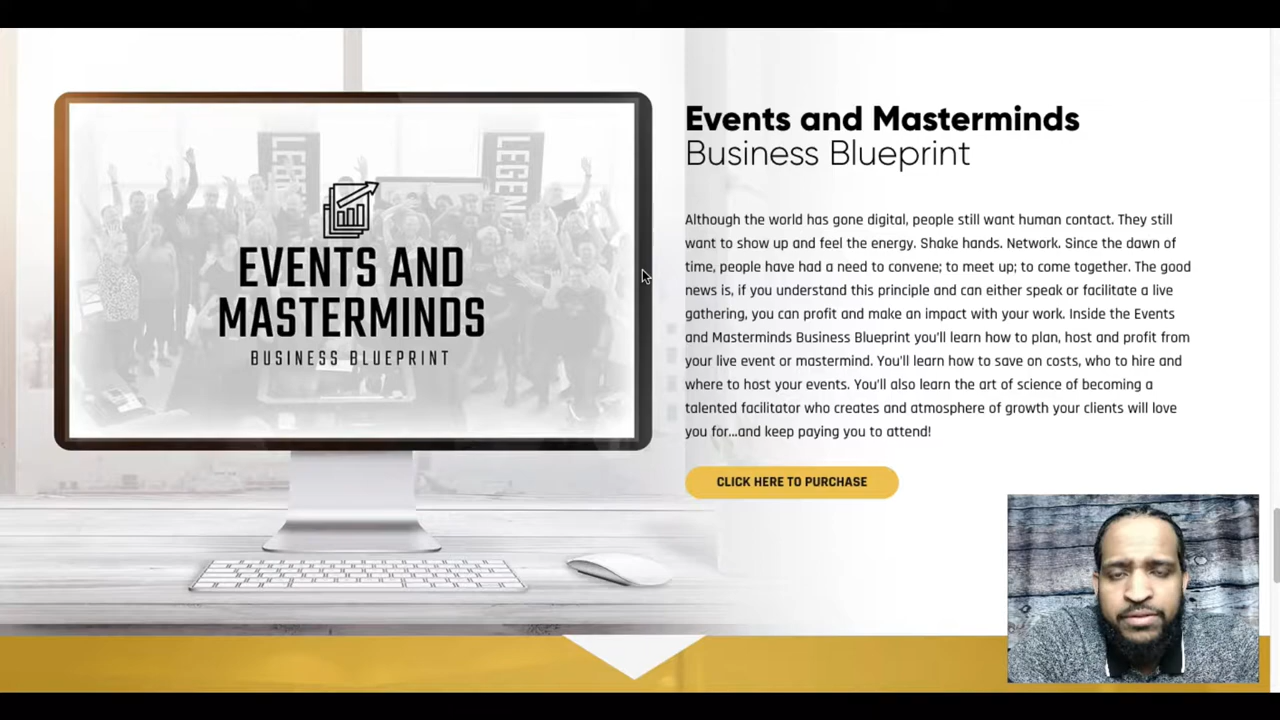 LEGEN
EVENTS AND
MASTERMINDS
BUSINESS BLUEPRINT
Events and Masterminds
Business Blueprint
Although the world has gone digital, people still want human contact. They still
want to show up and feel the energy. Shake hands. Network. Since the dawn of
time, people have had a need to convene; to meet up; to come together. The good
news is, if you understand this principle and can either speak or facilitate a live
gathering, you can profit and make an impact with your work. Inside the Events
and Masterminds Business Blueprint you'll learn how to plan, host and profit from
your live event or mastermind. You'll learn how to save on costs, who to hire and
where to host your events. You'll also learn the art of science of becoming a
talented facilitator who creates and atmosphere of growth your clients will love
you for...and keep paying you to attend!
CLICK HERE TO PURCHASE